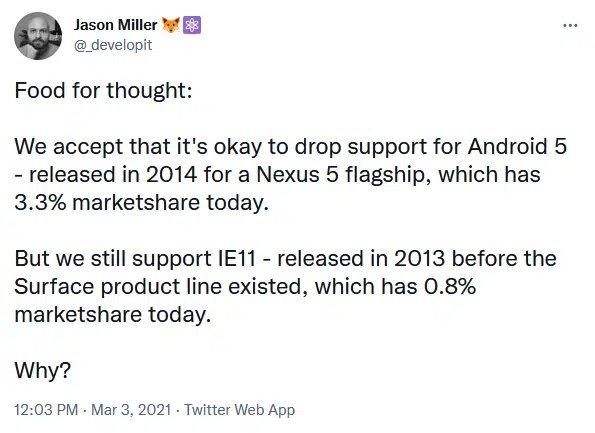 Jason Miller 🦊⚛️
@_developit
Food for thought:
We accept that it's okay to drop support for Android 5
- released in 2014 for a Nexus 5 flagship, which has
3.3% marketshare today.
But we still support IE11 - released in 2013 before the
Surface product line existed, which has 0.8%
marketshare today.
Why?
12:03 PM · Mar 3, 2021 · Twitter Web App